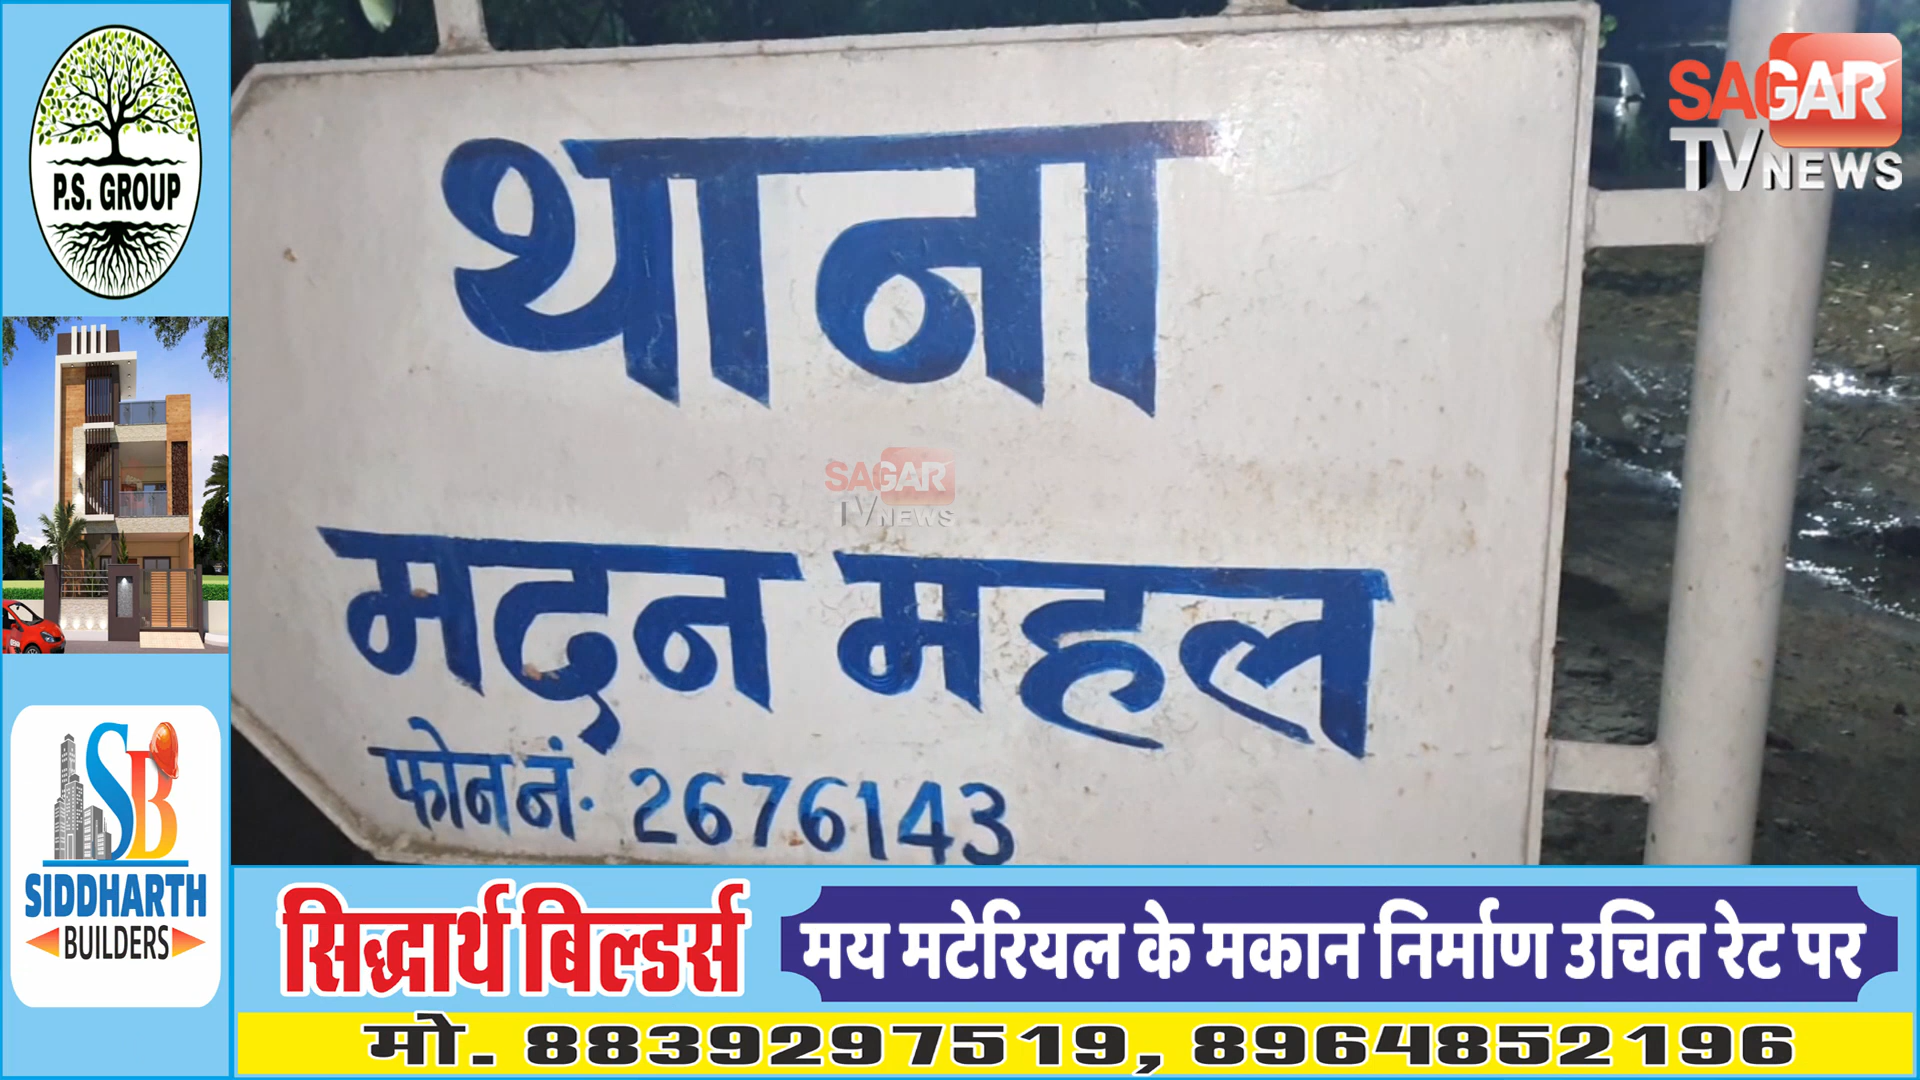 P.S. GROUP
SAGAR
TV NEWS
थाना
SAGAR
TV NEWS
मदन महल
फोन नं. 2676143
SB
SIDDHARTH
BUILDERS
सिद्धार्थ बिल्डर्स
मय मटेरियल के मकान निर्माण उचित रेट पर
मो. 8839297519, 8964852196